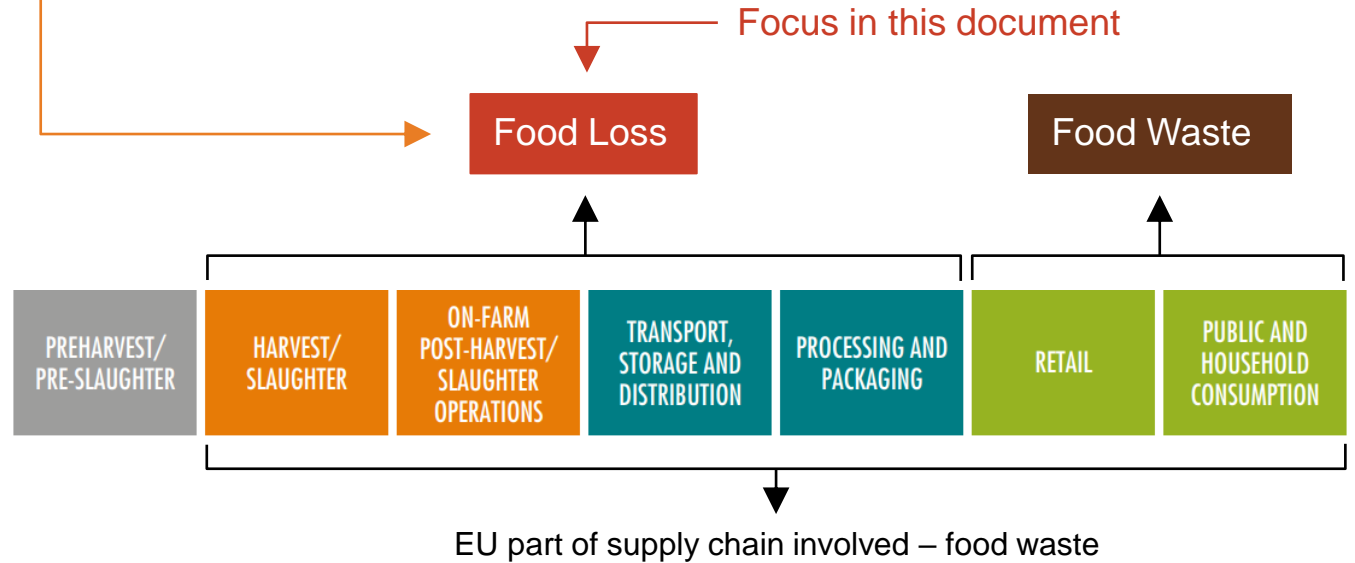 Focus in this document
Food Loss
Food Waste
PREHARVEST/
PRE-SLAUGHTER
HARVEST/
SLAUGHTER
ON-FARM
POST-HARVEST/
SLAUGHTER
OPERATIONS
TRANSPORT,
STORAGE AND
DISTRIBUTION
PROCESSING AND
PACKAGING
RETAIL
PUBLIC AND
HOUSEHOLD
CONSUMPTION
EU part of supply chain involved – food waste